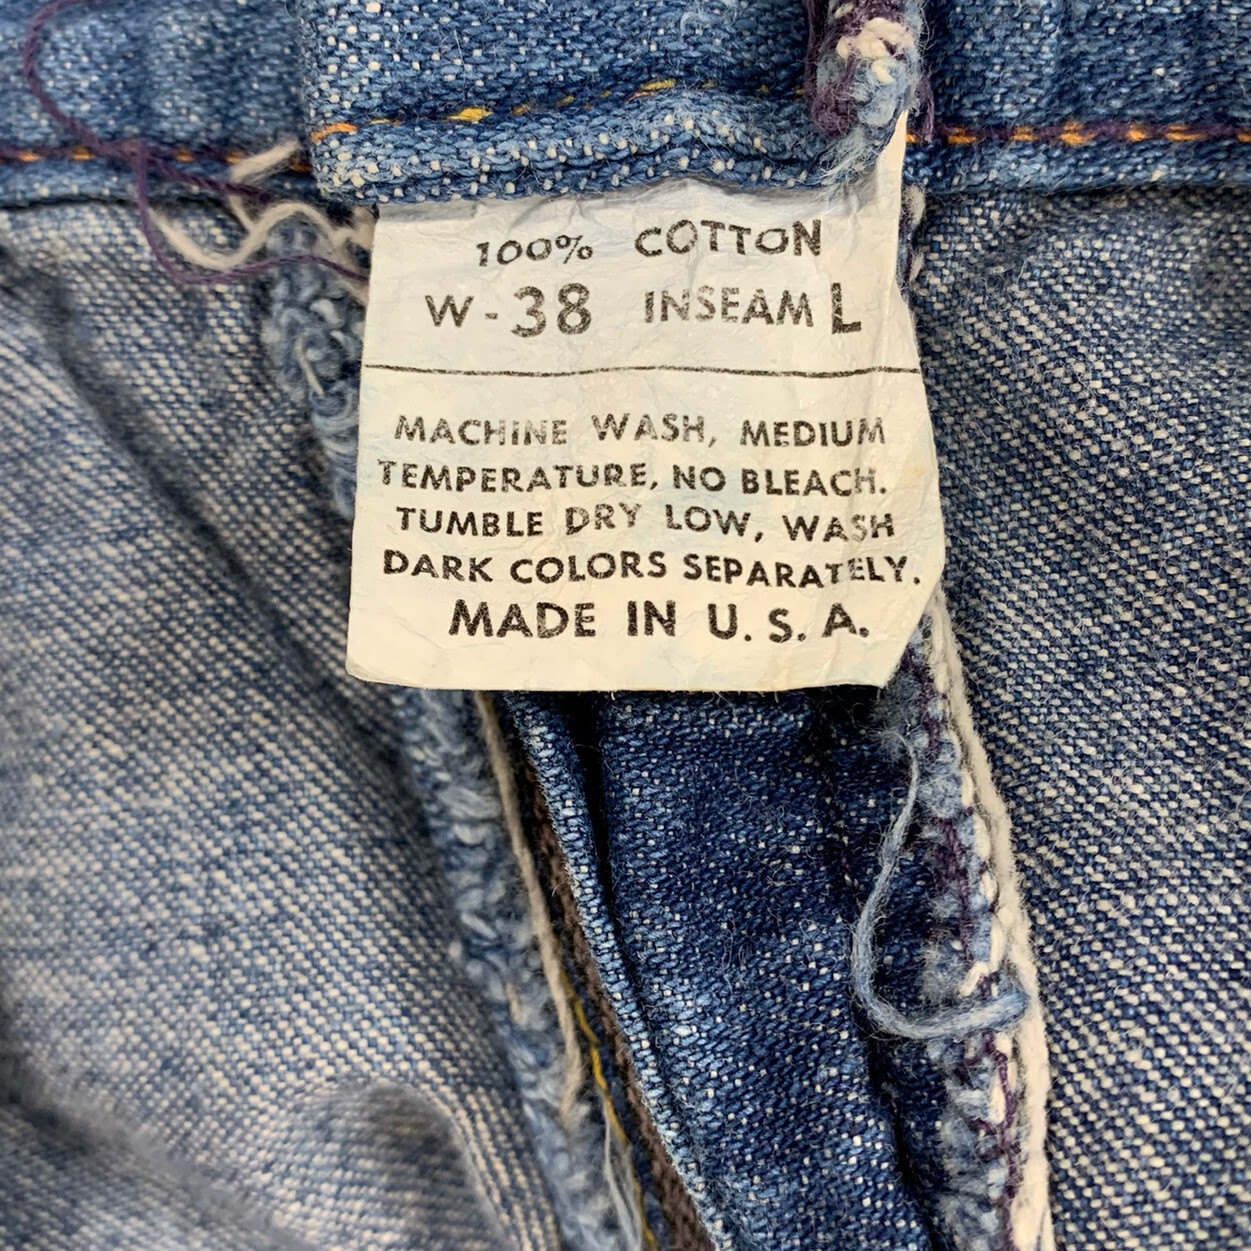 100% COTTON
W-38 INSEAM L
MACHINE WASH, MEDIUM
TEMPERATURE, NO BLEACH.
TUMBLE DRY LOW, WASH
DARK COLORS SEPARATELY.
MADE IN U.S.A.